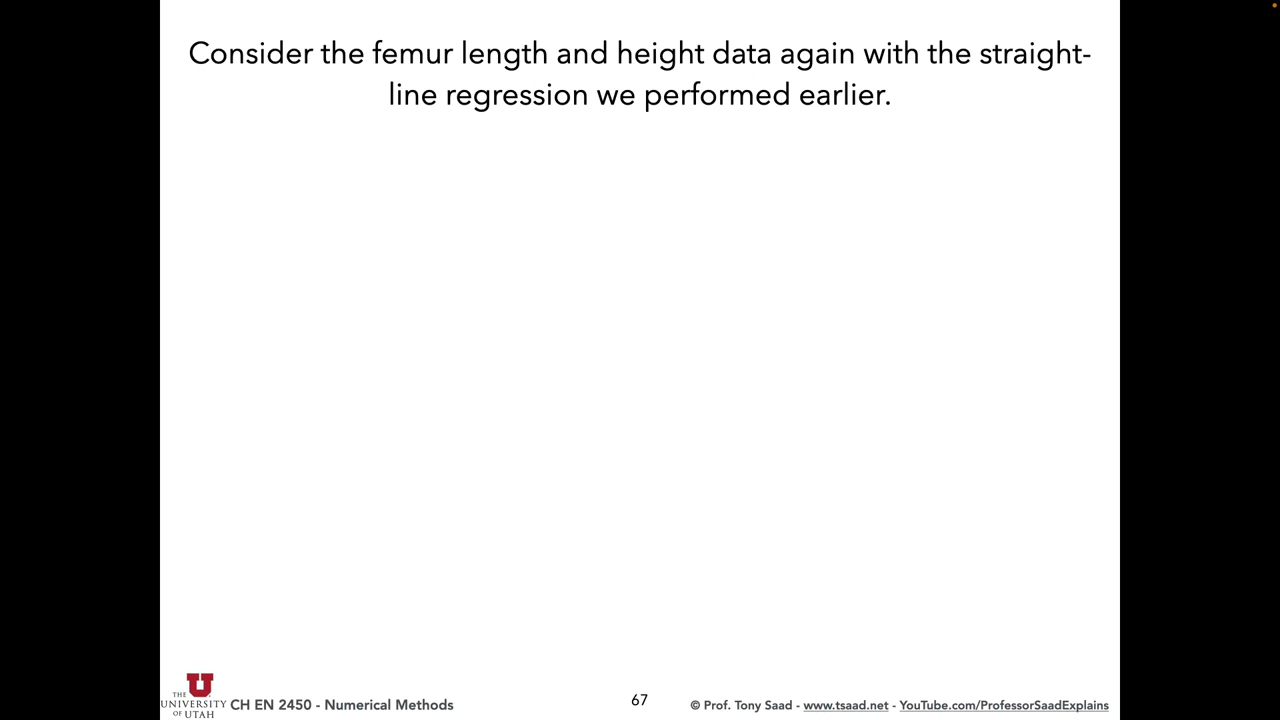 Consider the femur length and height data again with the straight-
line regression we performed earlier.
THE
UNIVERSITY
OF UTAH
CH EN 2450 - Numerical Methods
67
© Prof. Tony Saad - www.tsaad.net - YouTube.com/ProfessorSaadExplains